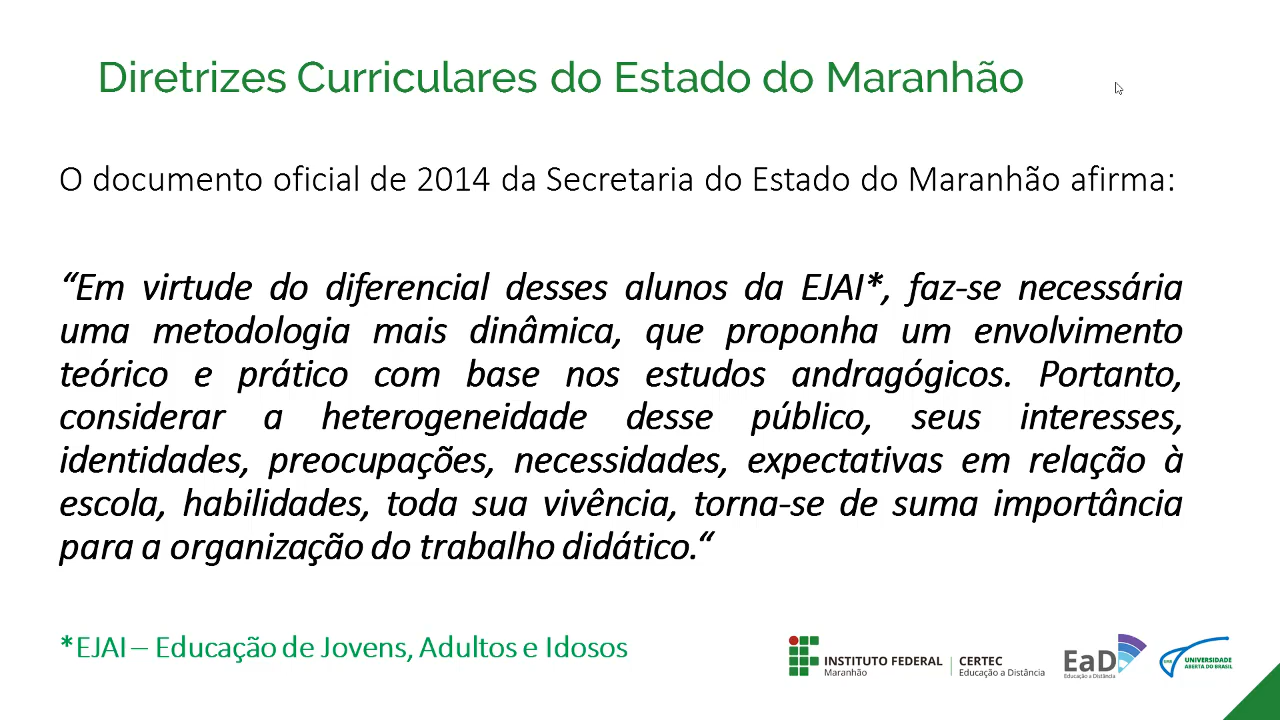 Diretrizes Curriculares do Estado do Maranhão
O documento oficial de 2014 da Secretaria do Estado do Maranhão afirma:
“Em virtude do diferencial desses alunos da EJAI*, faz-se necessária
uma metodologia mais dinâmica, que proponha um envolvimento
teórico e prático com base nos estudos andragógicos. Portanto,
considerar a heterogeneidade desse público, seus interesses,
identidades, preocupações, necessidades, expectativas em relação à
escola, habilidades, toda sua vivência, torna-se de suma importância
para a organização do trabalho didático.“
*EJAI – Educação de Jovens, Adultos e Idosos
INSTITUTO FEDERAL
Maranhão
CERTEC
Educação a Distância
EaD
Educação a Distância
UAB
UNIVERSIDADE
ABERTA DO BRASIL